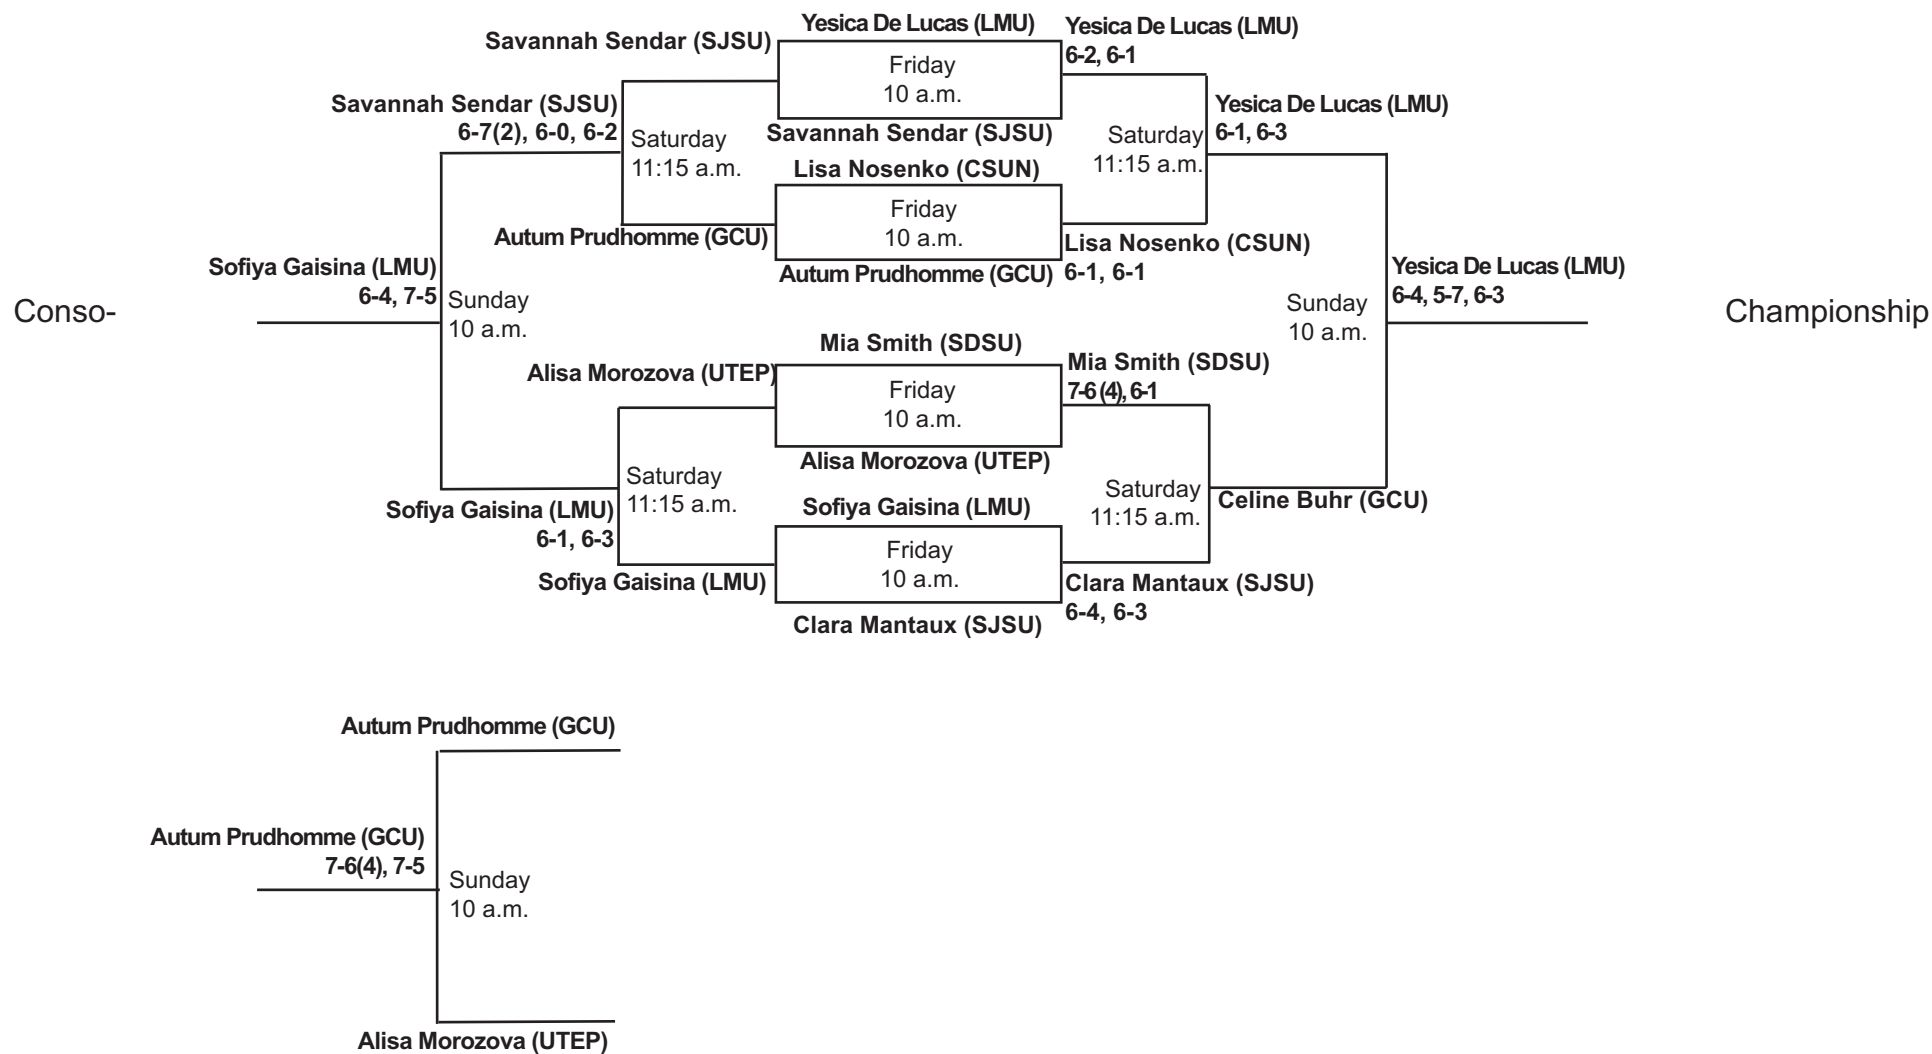 Yesica De Lucas (LMU)
Savannah Sendar (SJSU)
Yesica De Lucas (LMU)
6-2, 6-1
Friday
10 a.m.
Savannah Sendar (SJSU)
6-7(2), 6-0, 6-2
Saturday
11:15 a.m.
Savannah Sendar (SJSU)
Saturday
11:15 a.m.
Yesica De Lucas (LMU)
6-1, 6-3
Lisa Nosenko (CSUN)
Friday
10 a.m.
Autum Prudhomme (GCU)
Autum Prudhomme (GCU)
Lisa Nosenko (CSUN)
6-1, 6-1
Sofiya Gaisina (LMU)
6-4, 7-5
Sunday
10 a.m.
Conso-
Sunday
10 a.m.
Yesica De Lucas (LMU)
6-4, 5-7, 6-3
Championship
Mia Smith (SDSU)
Alisa Morozova (UTEP)
Mia Smith (SDSU)
7-6 (4), 6-1
Friday
10 a.m.
Alisa Morozova (UTEP)
Saturday
11:15 a.m.
Sofiya Gaisina (LMU)
6-1, 6-3
Sofiya Gaisina (LMU)
Saturday
11:15 a.m.
Celine Buhr (GCU)
Friday
10 a.m.
Sofiya Gaisina (LMU)
Clara Mantaux (SJSU)
6-4, 6-3
Clara Mantaux (SJSU)
Autum Prudhomme (GCU)
Autum Prudhomme (GCU)
7-6(4), 7-5
Sunday
10 a.m.
Alisa Morozova (UTEP)